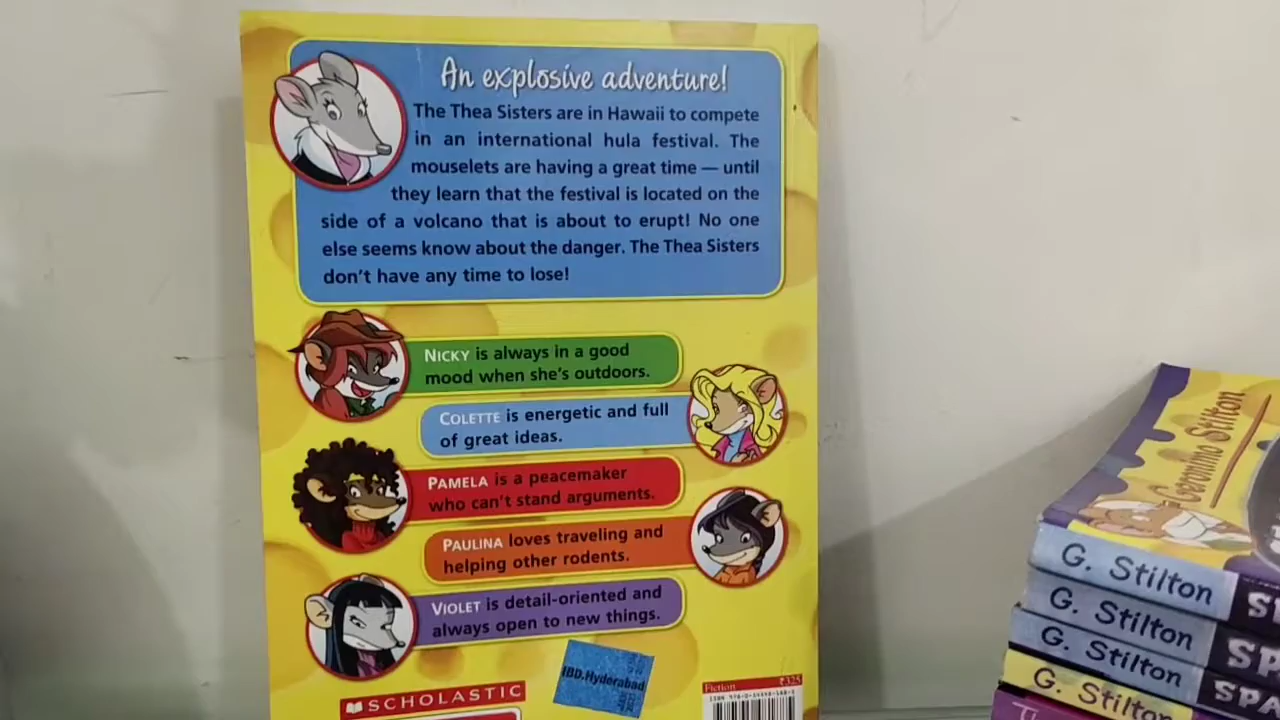 An explosive adventure!
The Thea Sisters are in Hawaii to compete
in an international hula festival. The
mouselets are having a great time — until
they learn that the festival is located on the
side of a volcano that is about to erupt! No one
else seems know about the danger. The Thea Sisters
don't have any time to lose!
NICKY is always in a good
mood when she's outdoors.
COLETTE is energetic and full
of great ideas.
PAMELA is a peacemaker
who can't stand arguments.
PAULINA loves traveling and
helping other rodents.
VIOLET is detail-oriented and
always open to new things.
IBD.Hyderabad
SCHOLASTIC
Fiction ₹325
Geronimo Stilton
G. Stilton
G. Stilton
G. Stilton
G. Stilton